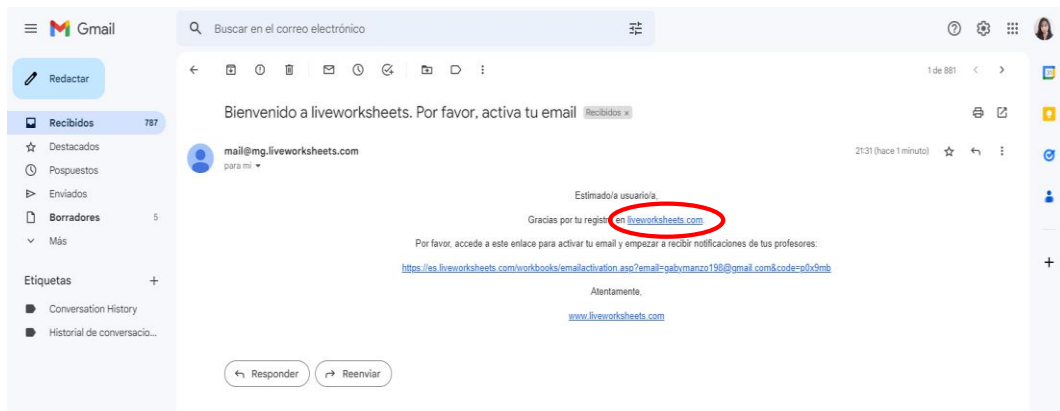 Gmail
Buscar en el correo electrónico
Redactar
1 de 881
Recibidos 787
Destacados
Pospuestos
Enviados
Borradores 5
Más
Etiquetas +
Conversation History
Historial de conversacio...
Bienvenido a liveworksheets. Por favor, activa tu email Recibidos x
mail@mg.liveworksheets.com 21:31 (hace 1 minuto)
para mí
Estimado/a usuario/a,
Gracias por tu registro en liveworksheets.com.
Por favor, accede a este enlace para activar tu email y empezar a recibir notificaciones de tus profesores:
https://es.liveworksheets.com/workbooks/emailactivation.asp?email=gabymanzo198@gmail.com&code=p0x9mb
Atentamente,
www.liveworksheets.com
Responder Reenviar